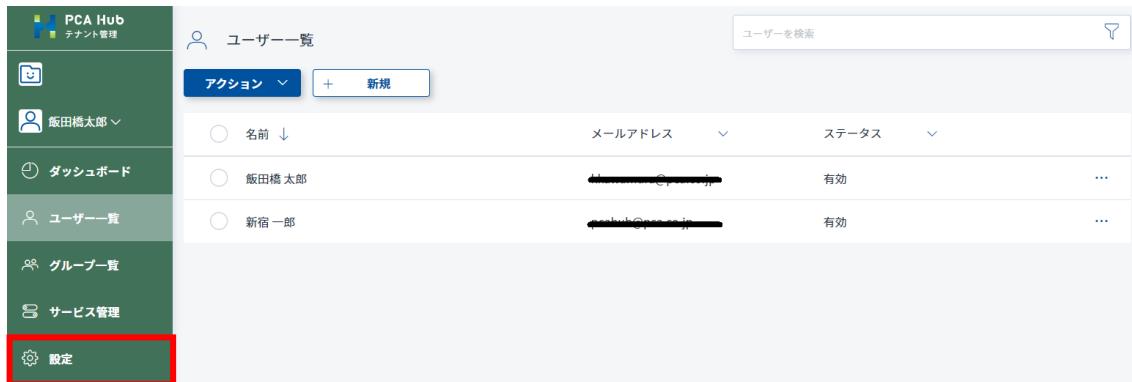 PCA Hub
テナント管理
飯田橋太郎
ダッシュボード
ユーザー一覧
グループ一覧
サービス管理
設定
ユーザー一覧
ユーザーを検索
アクション
+ 新規
名前 ↓ メールアドレス ステータス
飯田橋 太郎 有効 ...
新宿 一郎 有効 ...